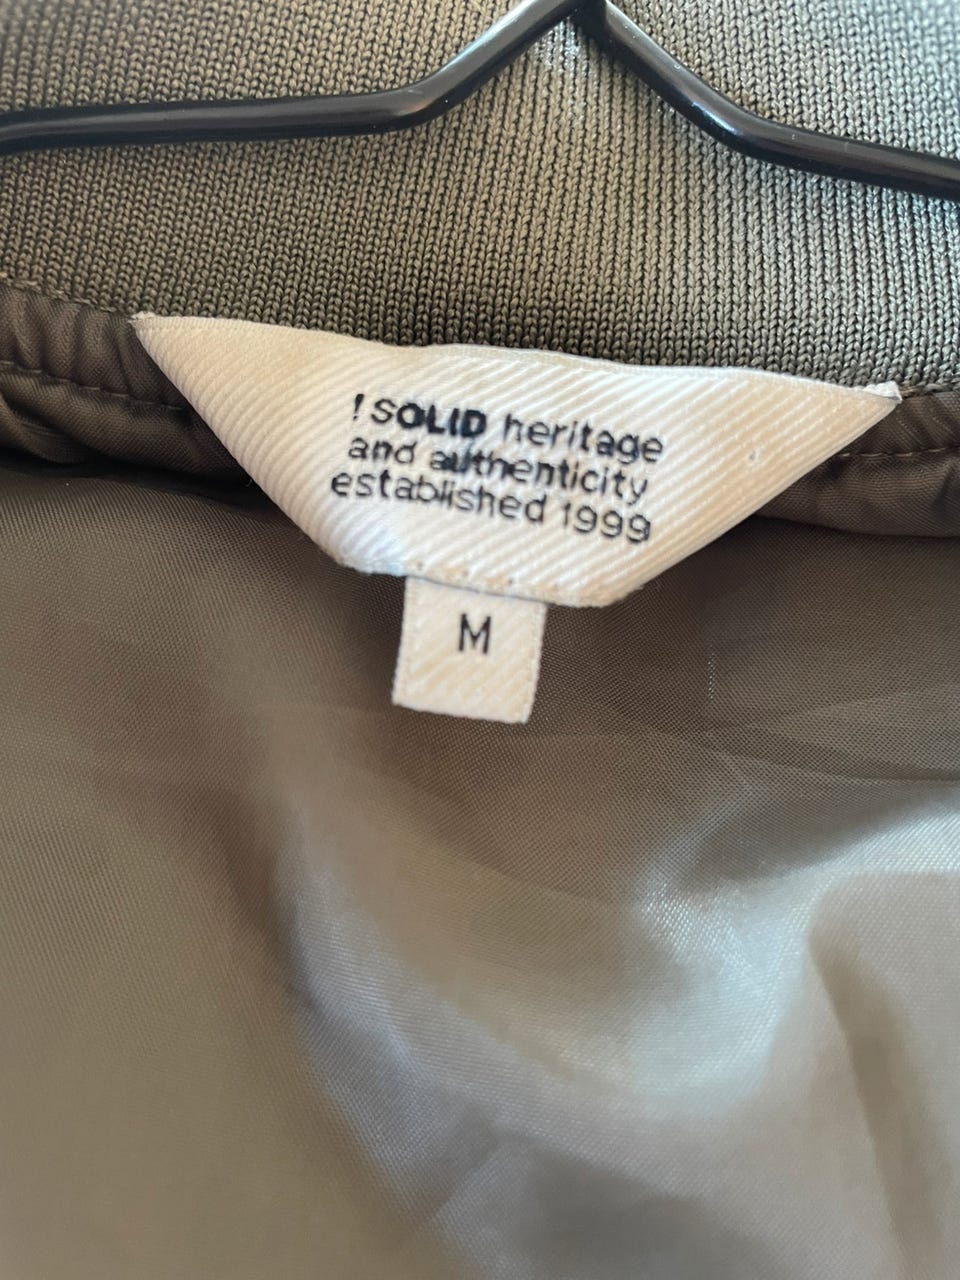 ! SOLID heritage
and authenticity
established 1999
M